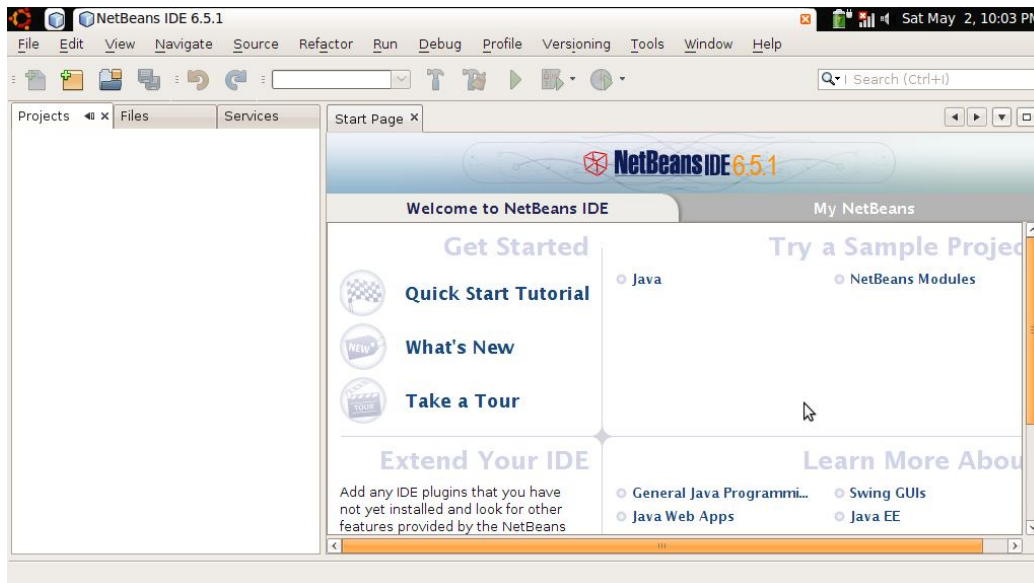 NetBeans IDE 6.5.1 Sat May 2, 10:03 PM
File Edit View Navigate Source Refactor Run Debug Profile Versioning Tools Window Help
Search (Ctrl+I)
Projects Files Services Start Page
NetBeans IDE 6.5.1
Welcome to NetBeans IDE My NetBeans
Get Started
Quick Start Tutorial
NEW
What's New
TOUR
Take a Tour
Try a Sample Projec
Java NetBeans Modules
Extend Your IDE
Add any IDE plugins that you have
not yet installed and look for other
features provided by the NetBeans
Learn More Abou
General Java Programmi... Swing GUIs
Java Web Apps Java EE